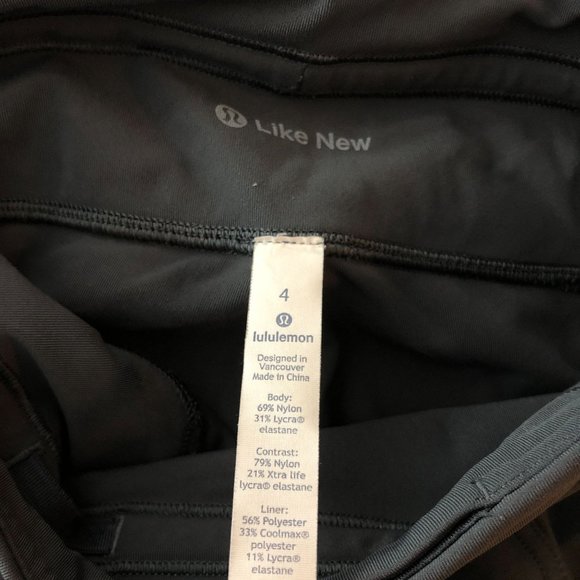 Like New
4
lululemon
Designed in
Vancouver
Made in China
Body:
69% Nylon
31% Lycra®
elastane
Contrast:
79% Nylon
21% Xtra life
lycra® elastane
Liner:
56% Polyester
33% Coolmax®
polyester
11% Lycra®
elastane